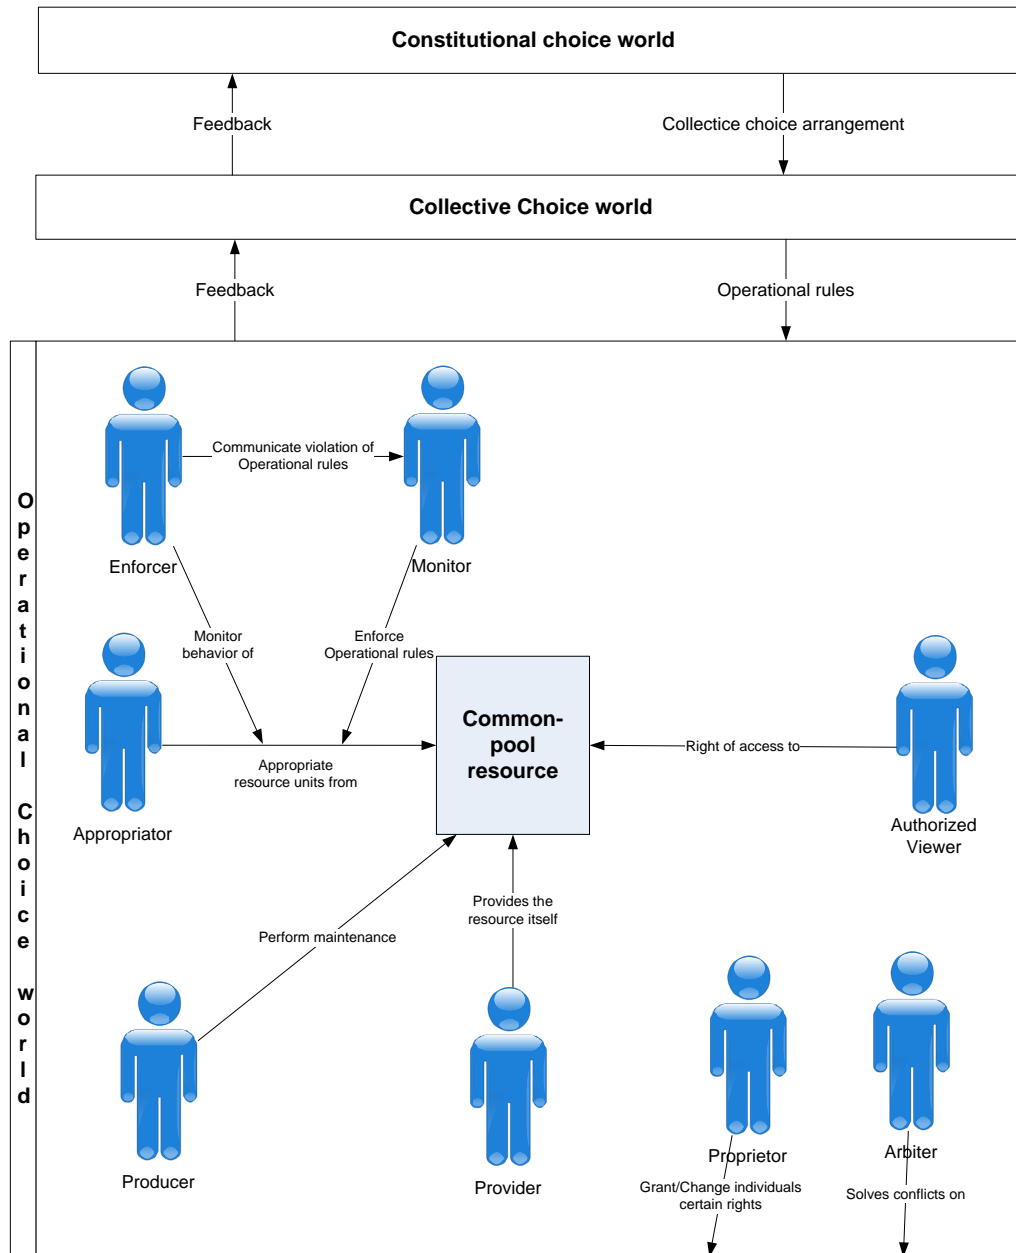 Constitutional choice world
Feedback
Collectice choice arrangement
Collective Choice world
Feedback
Operational rules
Operational Choice world
Communicate violation of
Operational rules
Enforcer
Monitor
Monitor
behavior of
Enforce
Operational rules
Common-
pool
resource
Right of access to
Appropriate
resource units from
Appropriator
Authorized
Viewer
Provides the
resource itself
Perform maintenance
Producer
Provider
Proprietor
Arbiter
Grant/Change individuals
certain rights
Solves conflicts on